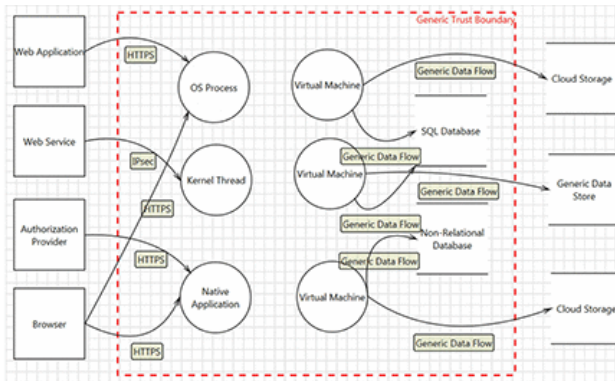 Generic Trust Boundary
Web Application
HTTPS
OS Process
Virtual Machine
Generic Data Flow
Cloud Storage
SQL Database
Web Service
IPsec
Kernel Thread
Generic Data Flow
Virtual Machine
Generic Data Flow
Generic Data
Store
HTTPS
Generic Data Flow
Authorization
Provider
Non-Relational
Database
HTTPS
Generic Data Flow
Native
Application
Virtual Machine
Cloud Storage
Browser
HTTPS
Generic Data Flow